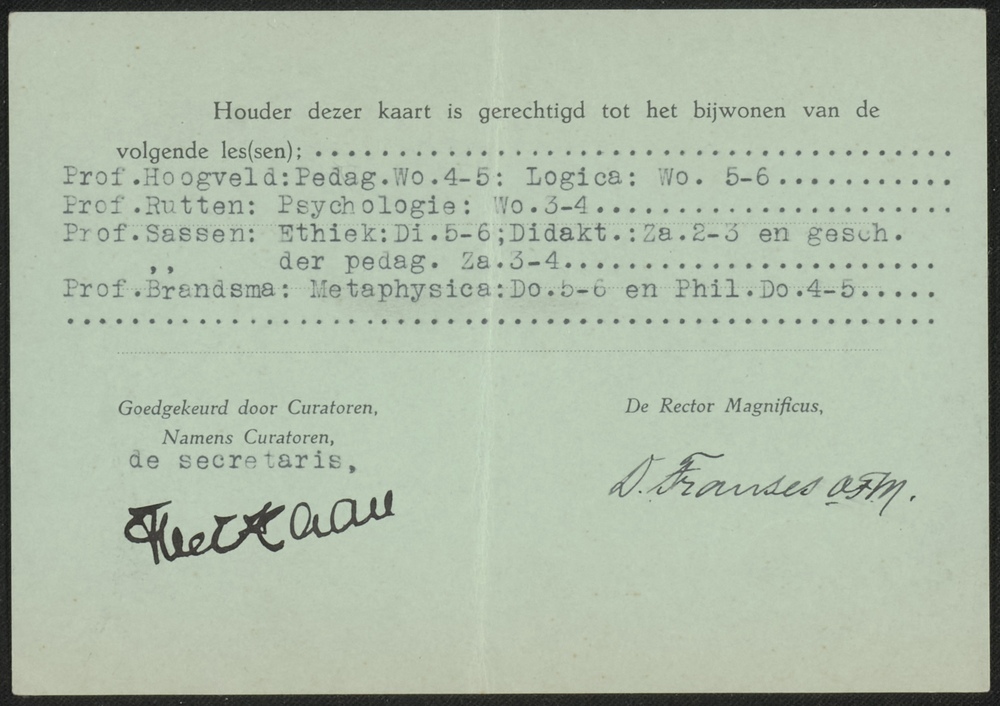 Houder dezer kaart is gerechtigd tot het bijwonen van de
volgende les(sen);
Prof.Hoogveld:Pedag.Wo.4-5: Logica: Wo. 5-6
Prof.Rutten: Psychologie: Wo.3-4
Prof.Sassen: Ethiek:Di.5-6;Didakt.:Za.2-3 en gesch.
,, der pedag. Za.3-4
Prof.Brandsma: Metaphysica:Do.5-6 en Phil.Do.4-5
Goedgekeurd door Curatoren,
Namens Curatoren,
de secretaris,
De Rector Magnificus,
D. Franses OFM.